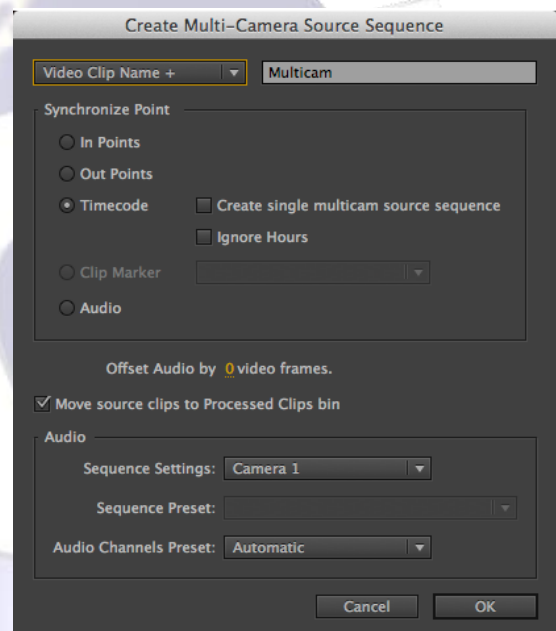 Create Multi-Camera Source Sequence
Video Clip Name + Multicam
Synchronize Point
In Points
Out Points
Timecode Create single multicam source sequence
Ignore Hours
Clip Marker
Audio
Offset Audio by 0 video frames.
Move source clips to Processed Clips bin
Audio
Sequence Settings: Camera 1
Sequence Preset:
Audio Channels Preset: Automatic
Cancel OK